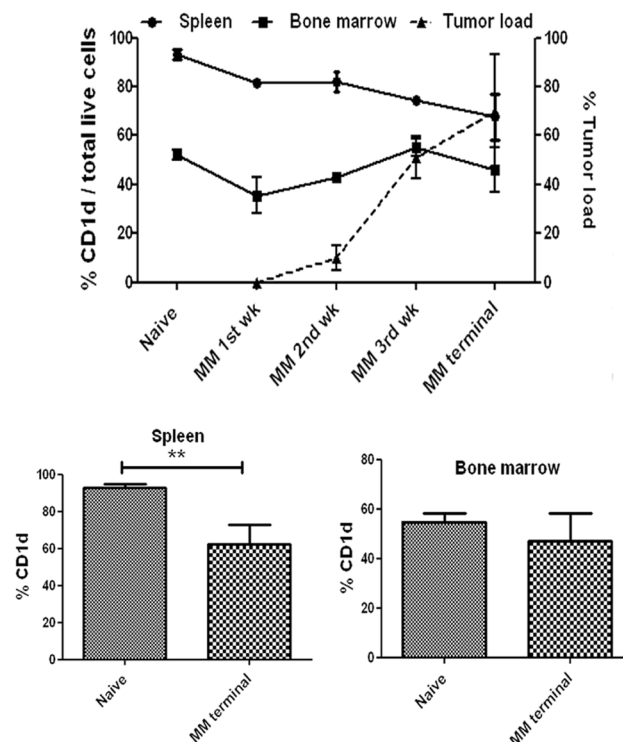 Spleen Bone marrow Tumor load
% CD1d / total live cells
100
80
60
40
20
0
100
80
60
40
20
0
% Tumor load
Naive
MM 1st wk
MM 2nd wk
MM 3rd wk
MM terminal
Spleen
**
% CD1d
100
80
60
40
20
0
Naive
MM terminal
Bone marrow
% CD1d
80
60
40
20
0
Naive
MM terminal